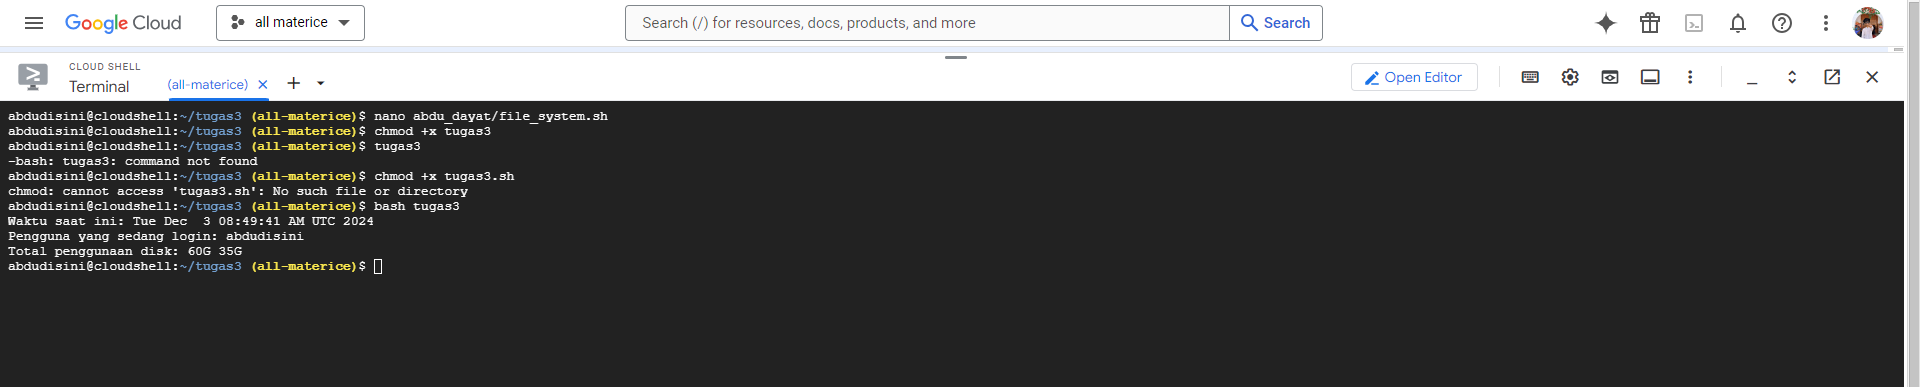 Google Cloud
all materice
Search (/) for resources, docs, products, and more
Search
CLOUD SHELL
Terminal
(all-materice)
Open Editor
abdudisini@cloudshell:~/tugas3 (all-materice)$ nano abdu_dayat/file_system.sh
abdudisini@cloudshell:~/tugas3 (all-materice)$ chmod +x tugas3
abdudisini@cloudshell:~/tugas3 (all-materice)$ tugas3
-bash: tugas3: command not found
abdudisini@cloudshell:~/tugas3 (all-materice)$ chmod +x tugas3.sh
chmod: cannot access 'tugas3.sh': No such file or directory
abdudisini@cloudshell:~/tugas3 (all-materice)$ bash tugas3
Waktu saat ini: Tue Dec  3 08:49:41 AM UTC 2024
Pengguna yang sedang login: abdudisini
Total penggunaan disk: 60G 35G
abdudisini@cloudshell:~/tugas3 (all-materice)$